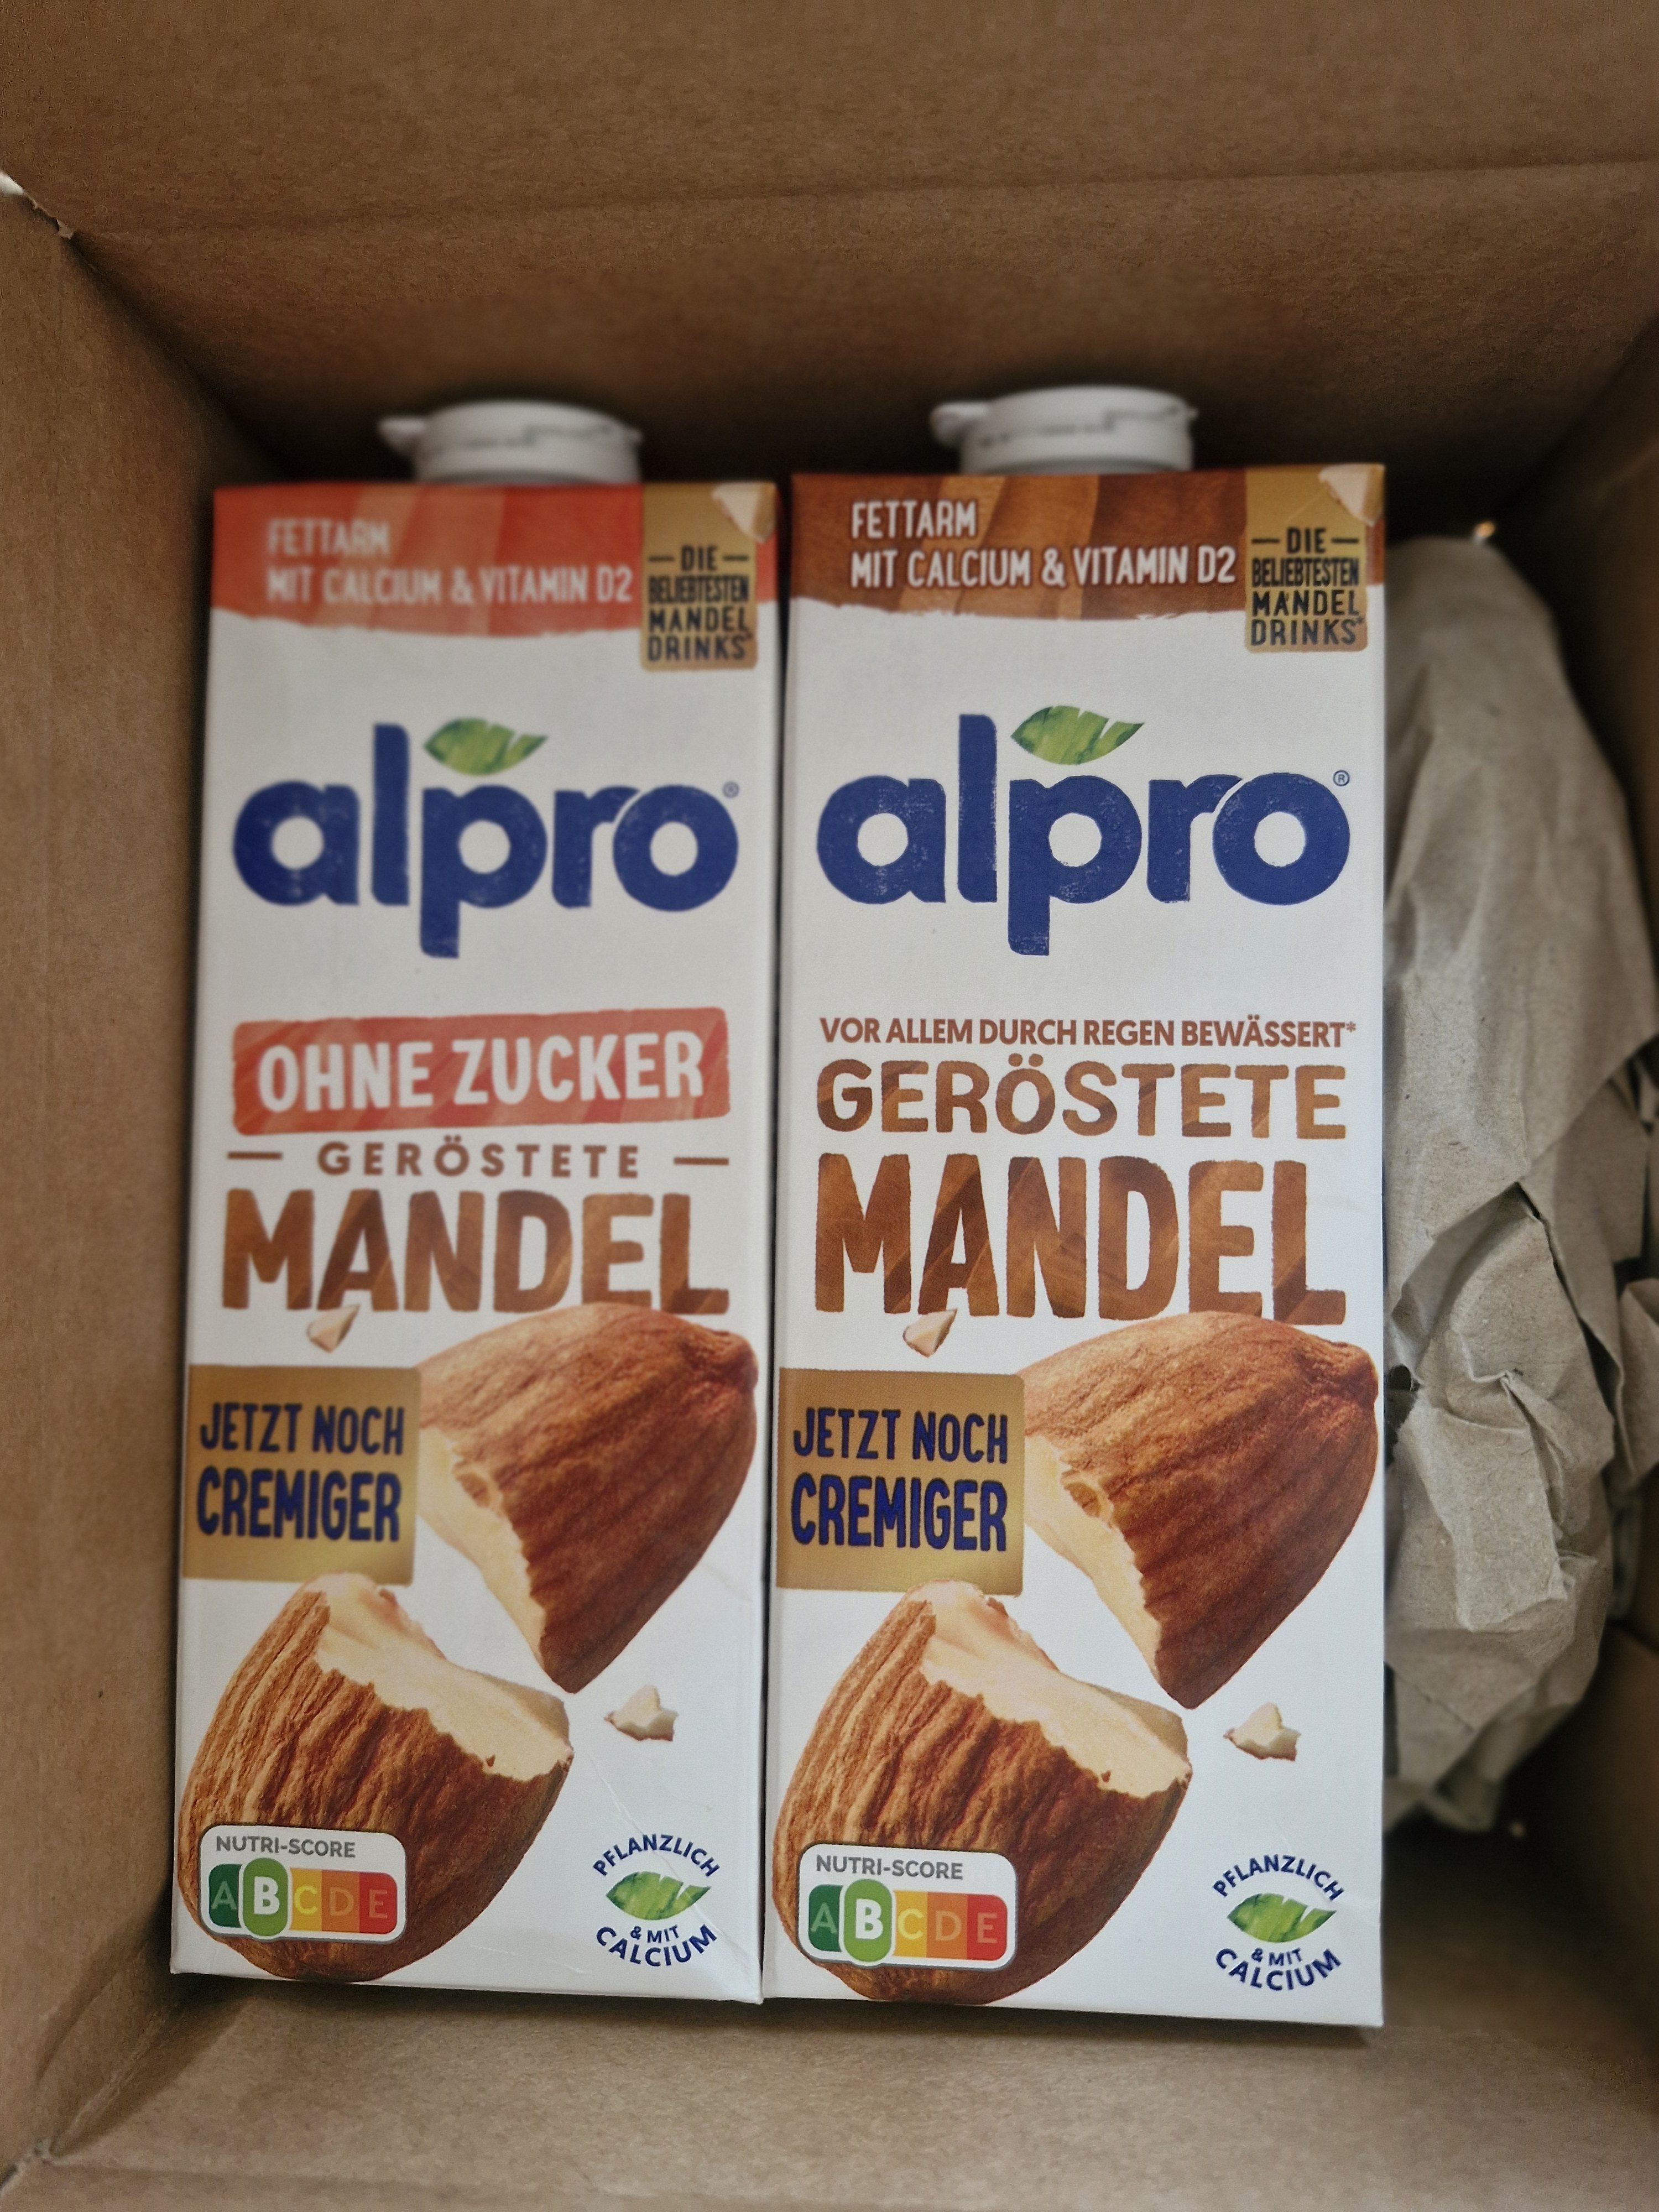 FETTARM
MIT CALCIUM & VITAMIN D2
DIE
BELIEBTESTEN
MANDEL
DRINKS*
alpro®
OHNE ZUCKER
GERÖSTETE
MANDEL
JETZT NOCH
CREMIGER
NUTRI-SCORE
A B C D E
PFLANZLICH
& MIT
CALCIUM
FETTARM
MIT CALCIUM & VITAMIN D2
DIE
BELIEBTESTEN
MANDEL
DRINKS*
alpro®
VOR ALLEM DURCH REGEN BEWÄSSERT*
GERÖSTETE
MANDEL
JETZT NOCH
CREMIGER
NUTRI-SCORE
A B C D E
PFLANZLICH
& MIT
CALCIUM